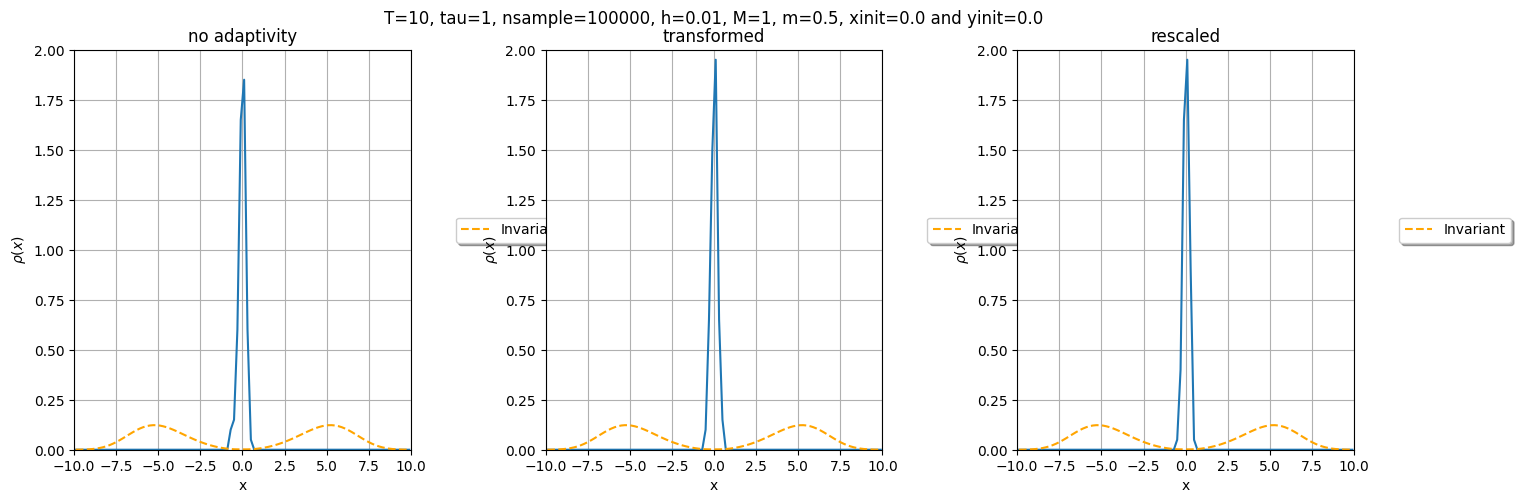 T=10, tau=1, nsample=100000, h=0.01, M=1, m=0.5, xinit=0.0 and yinit=0.0
no adaptivity
2.00
1.75
1.50
1.25
1.00
0.75
0.50
0.25
0.00
ρ(x)
−10.0 −7.5 −5.0 −2.5 0.0 2.5 5.0 7.5 10.0
x
Invaria
transformed
2.00
1.75
1.50
1.25
1.00
0.75
0.50
0.25
0.00
ρ(x)
−10.0 −7.5 −5.0 −2.5 0.0 2.5 5.0 7.5 10.0
x
Invaria
rescaled
2.00
1.75
1.50
1.25
1.00
0.75
0.50
0.25
0.00
ρ(x)
−10.0 −7.5 −5.0 −2.5 0.0 2.5 5.0 7.5 10.0
x
Invariant